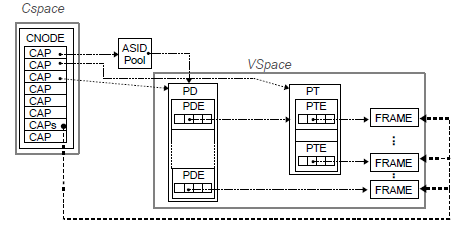 Cspace
CNODE
CAP
CAP
CAP
CAP
CAP
CAP
CAPs
CAP
ASID
Pool
VSpace
PD
PDE
PDE
PT
PTE
PTE
FRAME
FRAME
FRAME